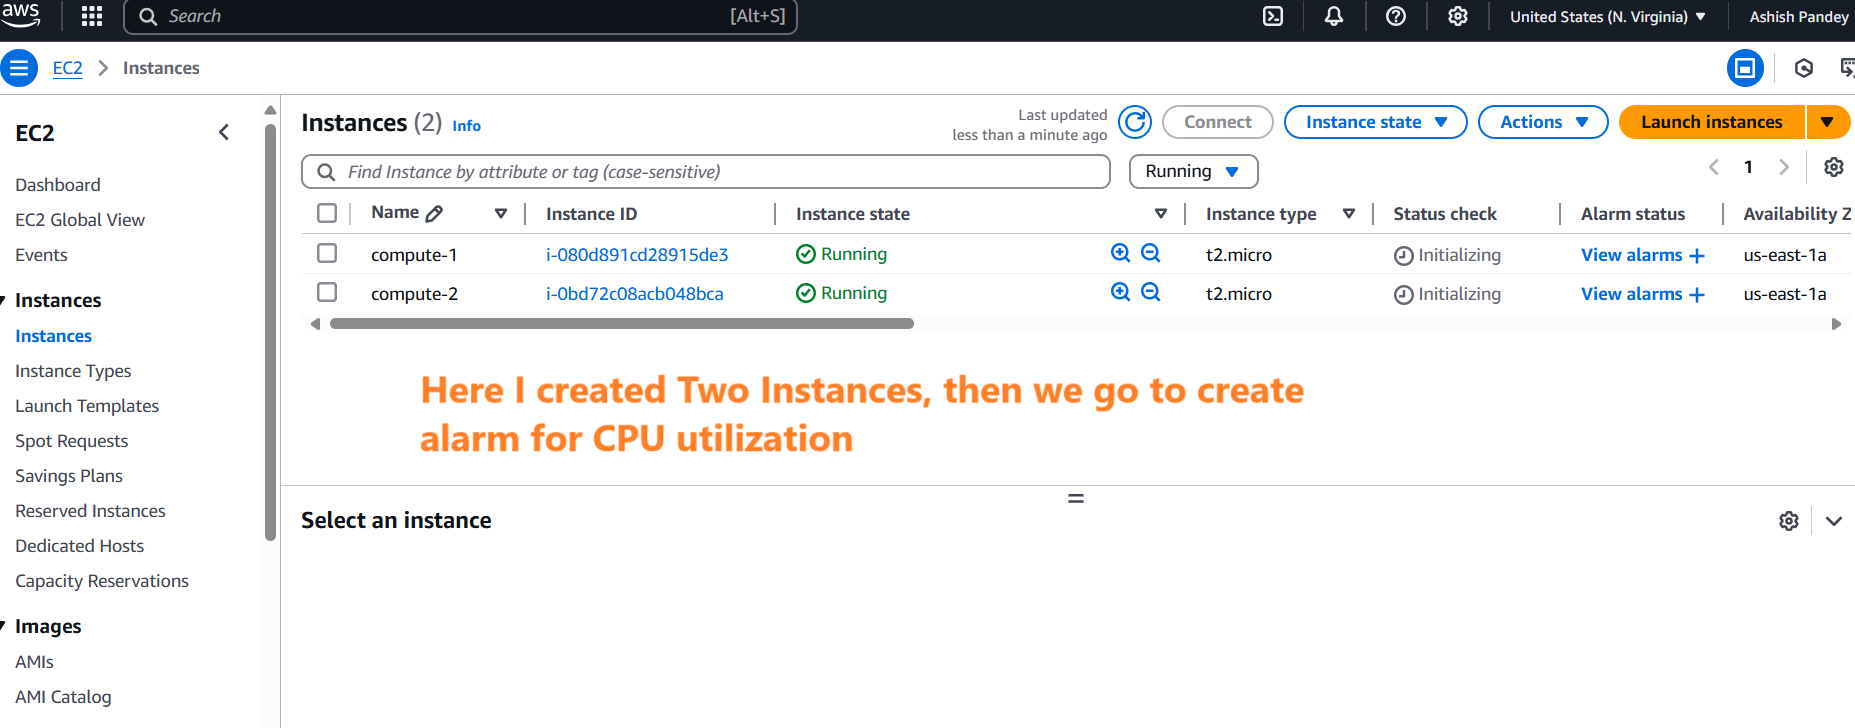 aws
Search [Alt+S]
United States (N. Virginia)
Ashish Pandey
EC2 Instances
EC2
Dashboard
EC2 Global View
Events
Instances
Instances
Instance Types
Launch Templates
Spot Requests
Savings Plans
Reserved Instances
Dedicated Hosts
Capacity Reservations
Images
AMIs
AMI Catalog
Instances (2) Info
Last updated
less than a minute ago
Connect
Instance state
Actions
Launch instances
Find Instance by attribute or tag (case-sensitive)
Running
1
Name Instance ID Instance state Instance type Status check Alarm status Availability Z
compute-1 i-080d891cd28915de3 Running t2.micro Initializing View alarms + us-east-1a
compute-2 i-0bd72c08acb048bca Running t2.micro Initializing View alarms + us-east-1a
Here I created Two Instances, then we go to create
alarm for CPU utilization
Select an instance